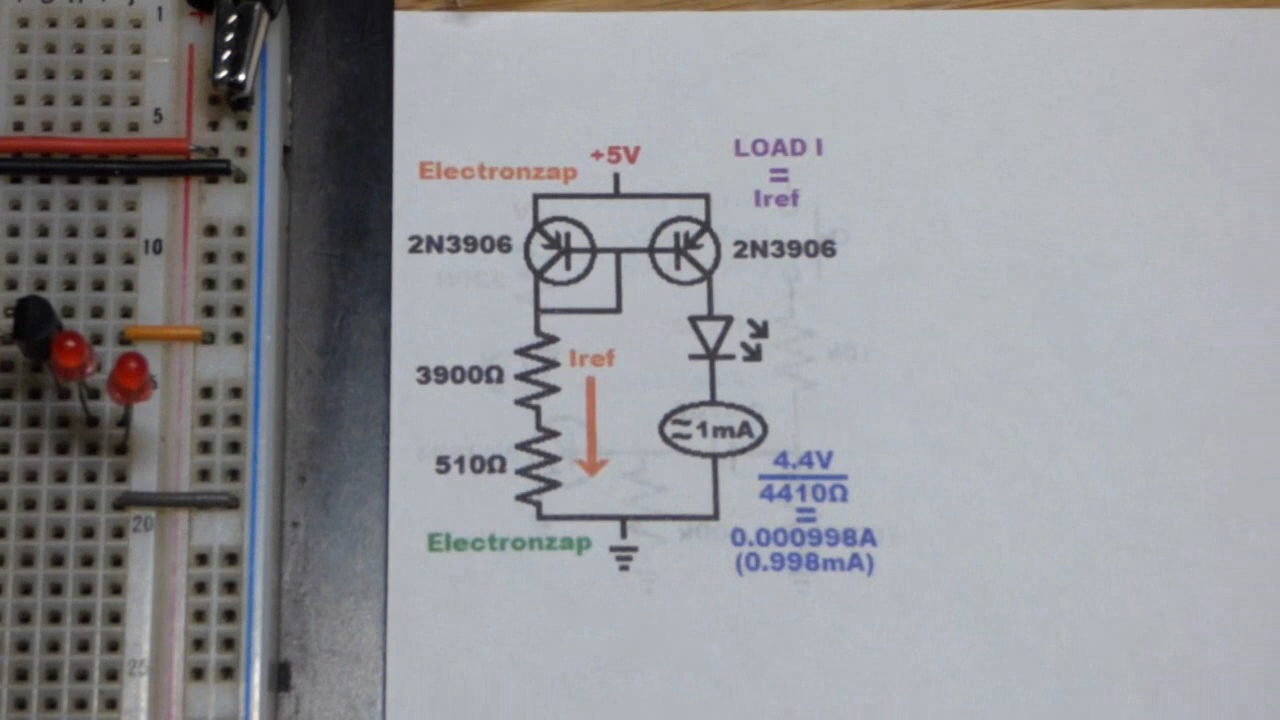 1
5
10
20
25
+5V
Electronzap
LOAD I
=
Iref
2N3906
2N3906
3900Ω
Iref
510Ω
≈1mA
4.4V
4410Ω
=
0.000998A
(0.998mA)
Electronzap